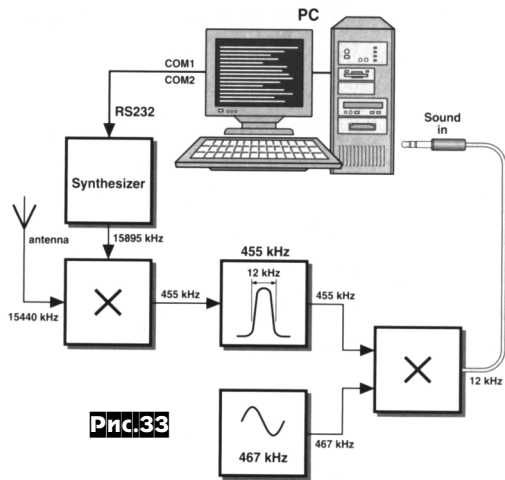 PC
COM1
COM2
RS232
Sound
in
Synthesizer
antenna
15895 kHz
455 kHz
12 kHz
15440 kHz
455 kHz
455 kHz
12 kHz
467 kHz
467 kHz
Рис.33